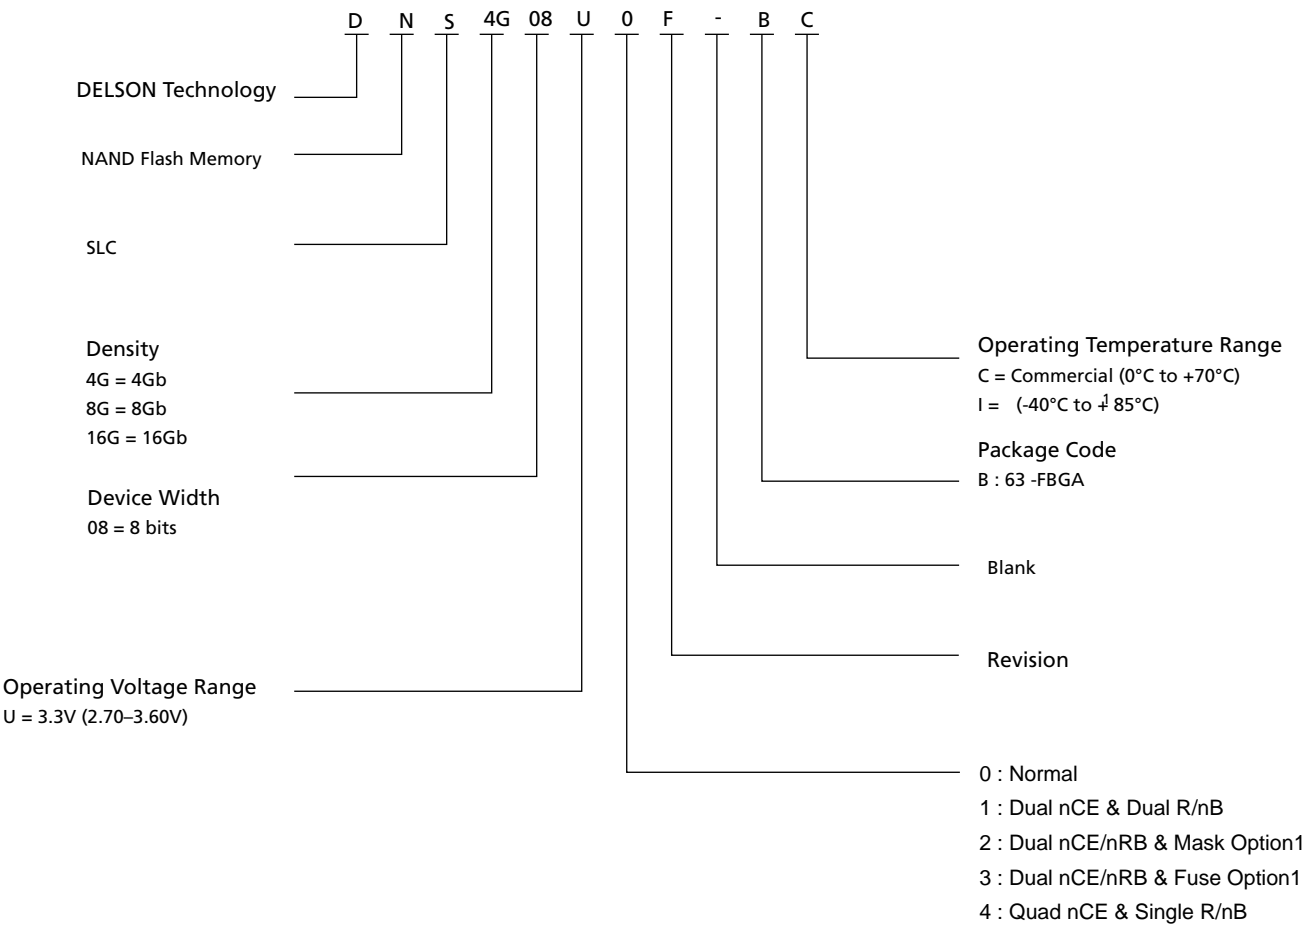 D N S 4G 08 U 0 F - B C
DELSON Technology
NAND Flash Memory
SLC
Density
4G = 4Gb
8G = 8Gb
16G = 16Gb
Device Width
08 = 8 bits
Operating Voltage Range
U = 3.3V (2.70–3.60V)
Operating Temperature Range
C = Commercial (0°C to +70°C)
I = (-40°C to +1 85°C)
Package Code
B : 63 -FBGA
Blank
Revision
0 : Normal
1 : Dual nCE & Dual R/nB
2 : Dual nCE/nRB & Mask Option1
3 : Dual nCE/nRB & Fuse Option1
4 : Quad nCE & Single R/nB